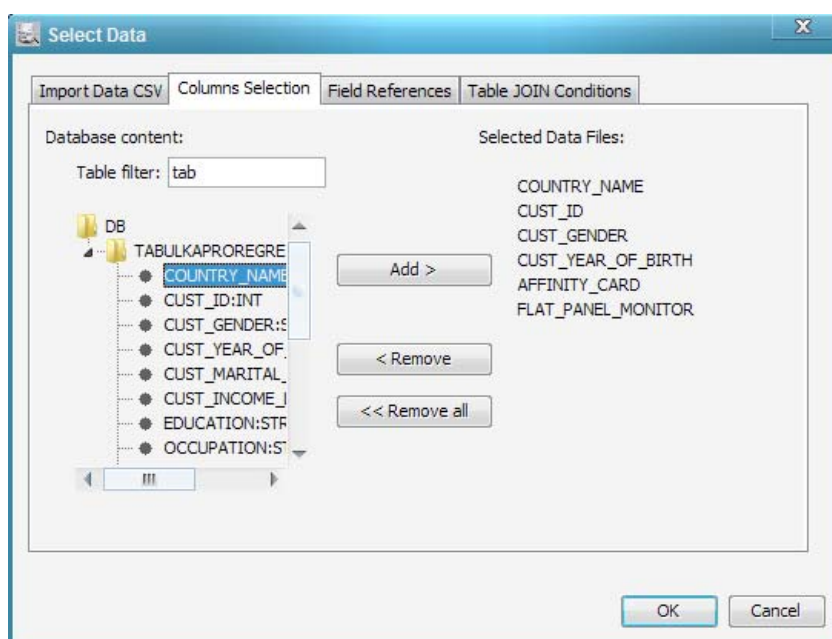 Select Data
Import Data CSV Columns Selection Field References Table JOIN Conditions
Database content:
Table filter: tab
DB
TABULKAPROREGRE
COUNTRY_NAME
CUST_ID:INT
CUST_GENDER:S
CUST_YEAR_OF_
CUST_MARITAL_
CUST_INCOME_I
EDUCATION:STR
OCCUPATION:ST
Add >
< Remove
<< Remove all
Selected Data Files:
COUNTRY_NAME
CUST_ID
CUST_GENDER
CUST_YEAR_OF_BIRTH
AFFINITY_CARD
FLAT_PANEL_MONITOR
OK Cancel